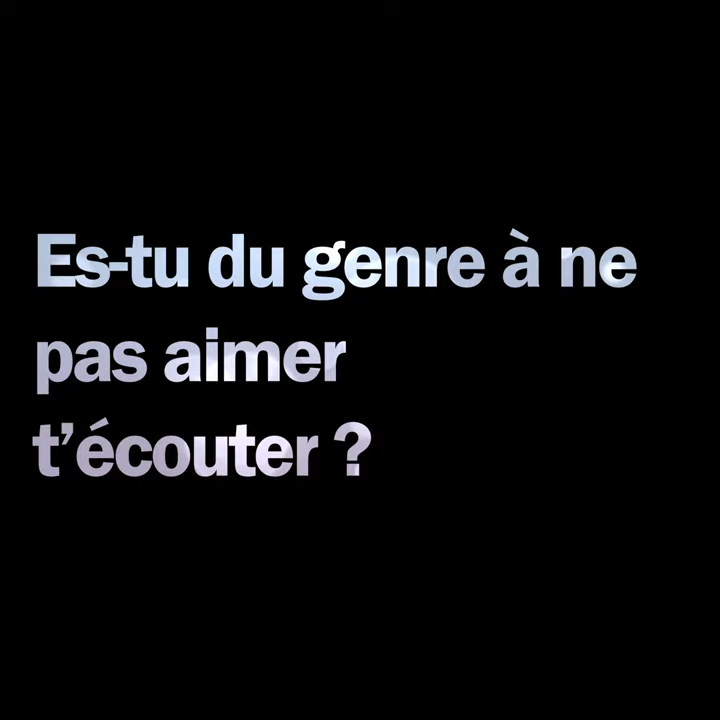 Es-tu du genre à ne
pas aimer
t’écouter ?